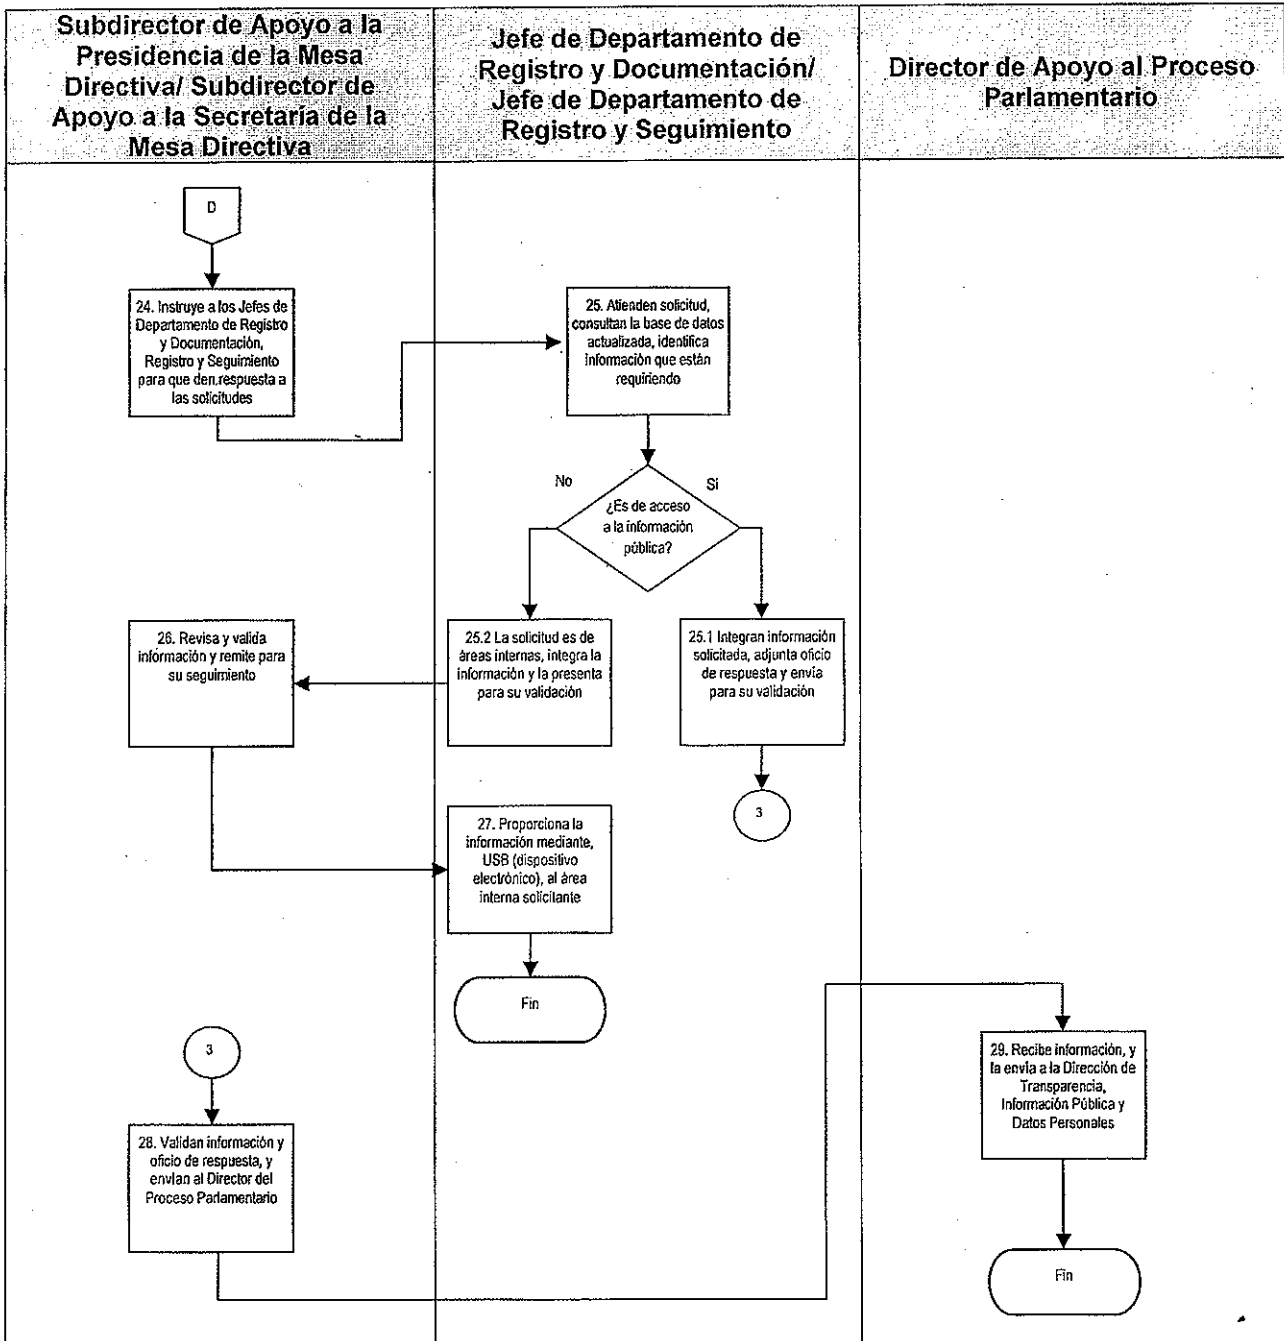 Subdirector de Apoyo a la
Presidencia de la Mesa
Directiva/ Subdirector de
Apoyo a la Secretaría de la
Mesa Directiva
Jefe de Departamento de
Registro y Documentación/
Jefe de Departamento de
Registro y Seguimiento
Director de Apoyo al Proceso
Parlamentario
D
24. Instruye a los Jefes de
Departamento de Registro
y Documentación,
Registro y Seguimiento
para que den respuesta a
las solicitudes
25. Atienden solicitud,
consultan la base de datos
actualizada, identifica
información que están
requiriendo
No
Si
¿Es de acceso
a la información
pública?
26. Revisa y valida
información y remite para
su seguimiento
25.2 La solicitud es de
áreas internas, integra la
información y la presenta
para su validación
25.1 Integran información
solicitada, adjunta oficio
de respuesta y envía
para su validación
3
27. Proporciona la
información mediante,
USB (dispositivo
electrónico), al área
interna solicitante
Fin
3
28. Validan información y
oficio de respuesta, y
envían al Director del
Proceso Parlamentario
29. Recibe información, y
la envía a la Dirección de
Transparencia,
Información Pública y
Datos Personales
Fin